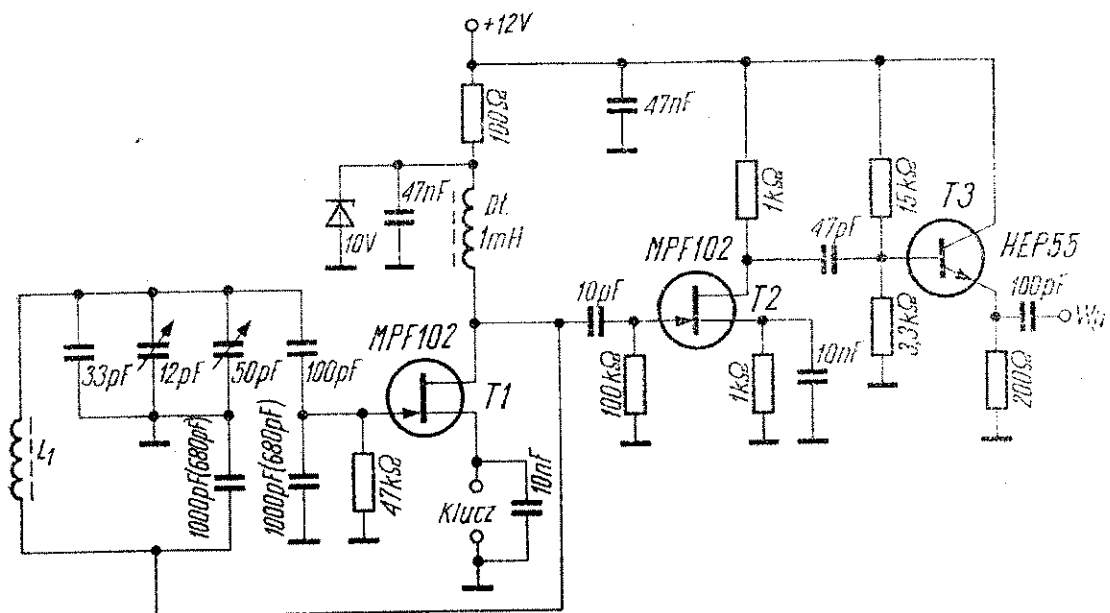 +12V
100Ω
47nF
47nF
10V
Dł.
1mH
1kΩ
15kΩ
T3
HEP55
47pF
MPF102
T2
10pF
100pF
MPF102
T1
33pF
12pF
50pF
100pF
100kΩ
1kΩ
10nF
3,3kΩ
200Ω
L1
1000pF(680pF)
1000pF(680pF)
47kΩ
Klucz
10nF